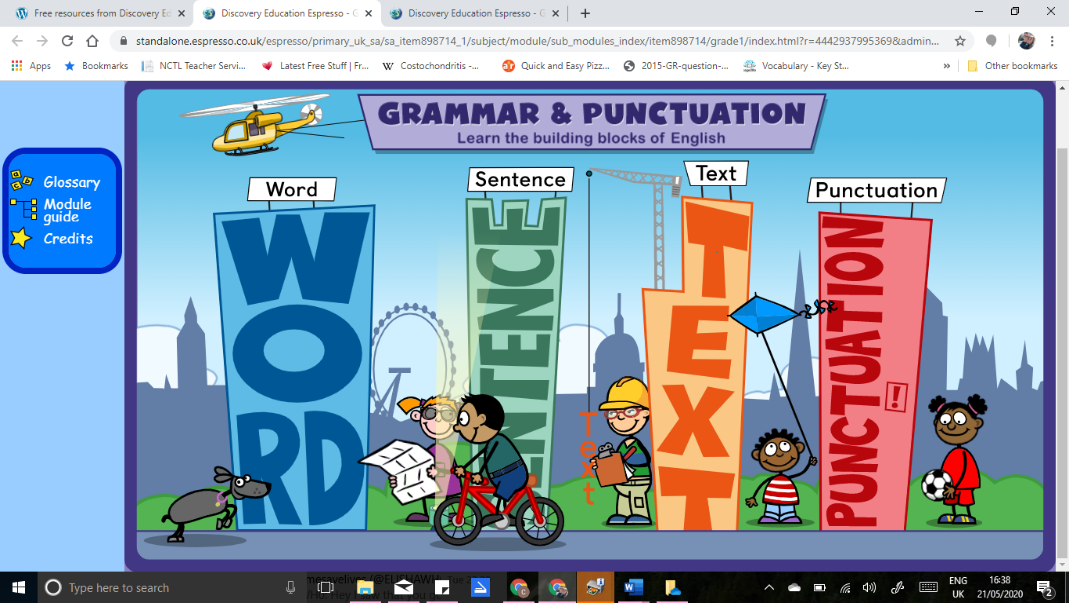 Free resources from Discovery Ed
Discovery Education Espresso - G
Discovery Education Espresso - G
standalone.espresso.co.uk/espresso/primary_uk_sa/sa_item898714_1/subject/module/sub_modules_index/item898714/grade1/index.html?r=44429379953698&admin...
Apps
Bookmarks
NCTL Teacher Servi...
Latest Free Stuff | Fr...
W Costochondritis -...
Quick and Easy Pizz...
2015-GR-question-...
Vocabulary - Key St...
»
Other bookmarks
GRAMMAR & PUNCTUATION
Learn the building blocks of English
Glossary
Module
guide
Credits
Word
Sentence
Text
Punctuation
WORD
SENTENCE
TEXT
PUNCTUATION
!
Text
Type here to search
ENG
UK
16:38
21/05/2020
2